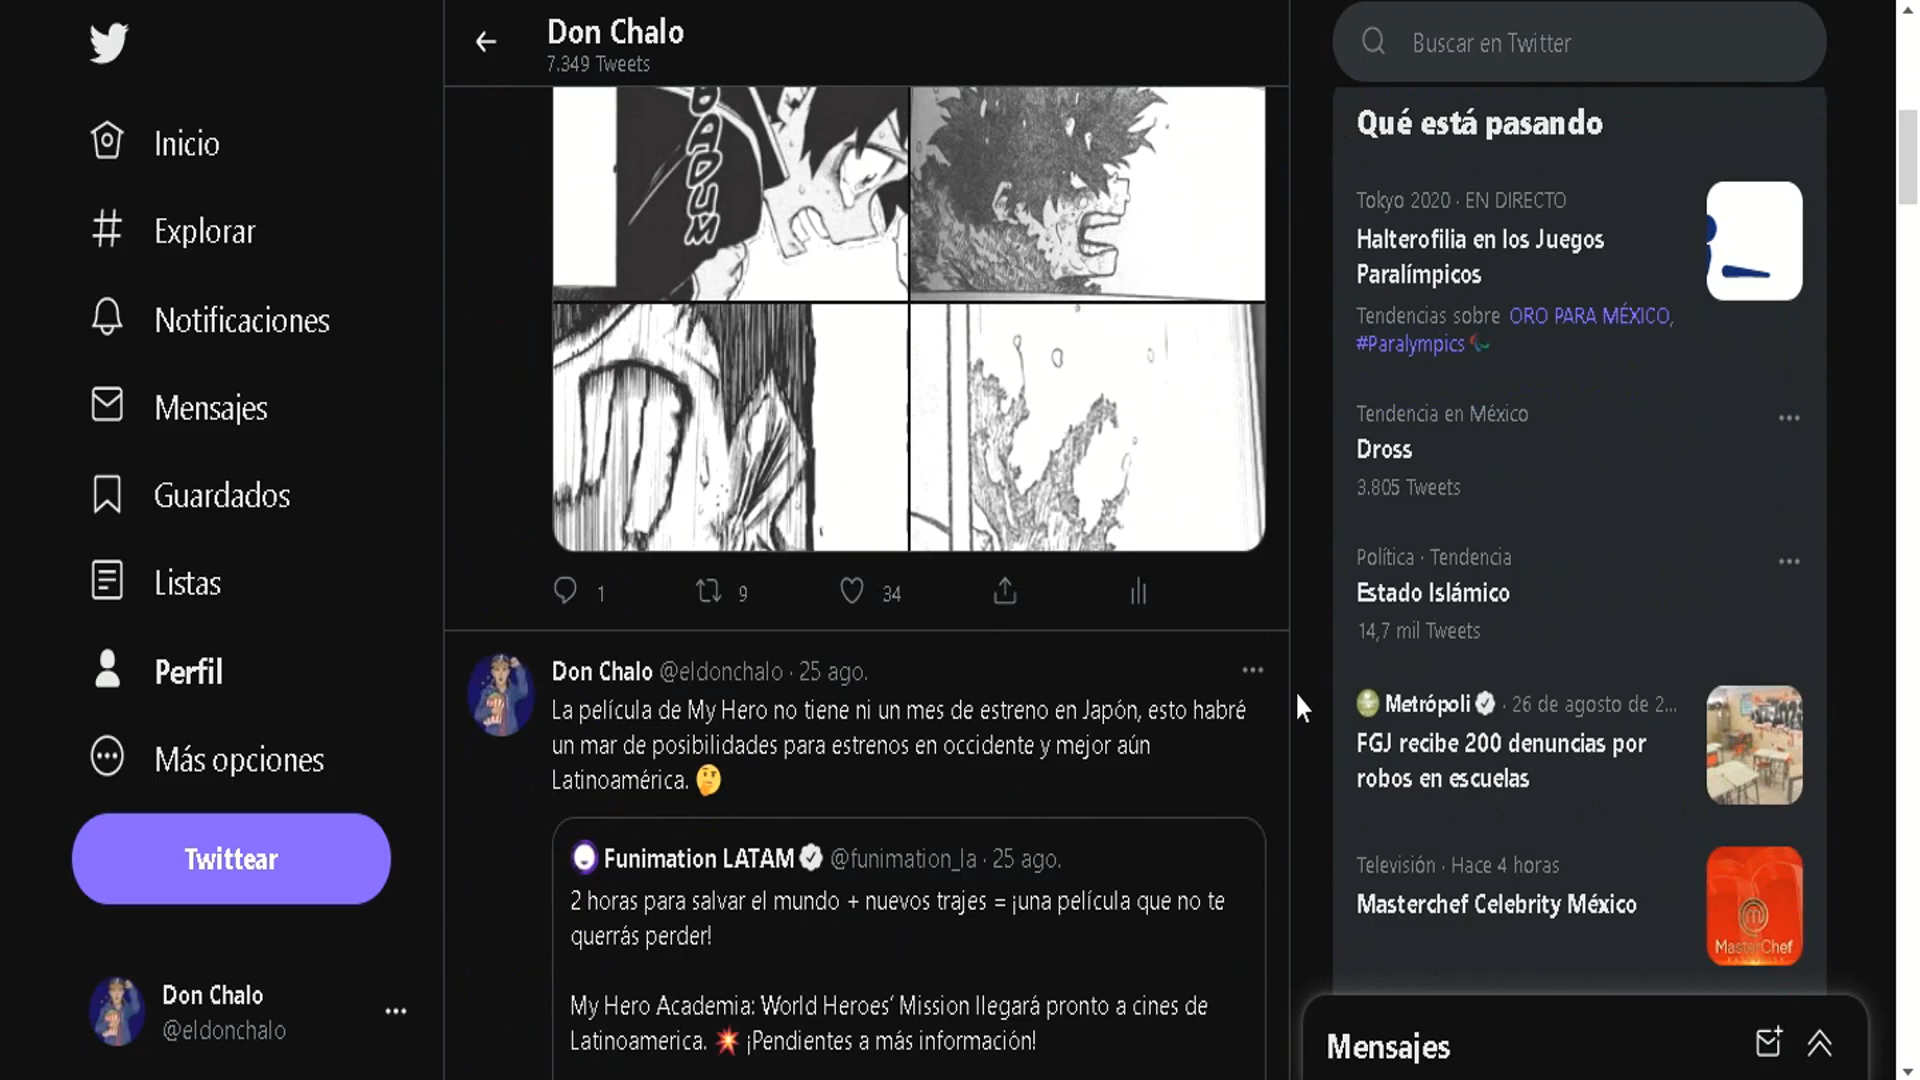 Don Chalo
7.349 Tweets
Buscar en Twitter
Inicio
Explorar
Notificaciones
Mensajes
Guardados
Listas
Perfil
Más opciones
Twittear
Don Chalo
@eldonchalo
BADUM
1
9
34
Don Chalo @eldonchalo · 25 ago.
La película de My Hero no tiene ni un mes de estreno en Japón, esto habré
un mar de posibilidades para estrenos en occidente y mejor aún
Latinoamérica. 🤔
Funimation LATAM @funimation_la · 25 ago.
2 horas para salvar el mundo + nuevos trajes = ¡una película que no te
querrás perder!
My Hero Academia: World Heroes’ Mission llegará pronto a cines de
Latinoamerica. 💥 ¡Pendientes a más información!
Qué está pasando
Tokyo 2020 · EN DIRECTO
Halterofilia en los Juegos
Paralímpicos
Tendencias sobre ORO PARA MÉXICO,
#Paralympics
Tendencia en México
Dross
3.805 Tweets
Política · Tendencia
Estado Islámico
14,7 mil Tweets
Metrópoli · 26 de agosto de 2...
FGJ recibe 200 denuncias por
robos en escuelas
Televisión · Hace 4 horas
Masterchef Celebrity México
MasterChef
Mensajes